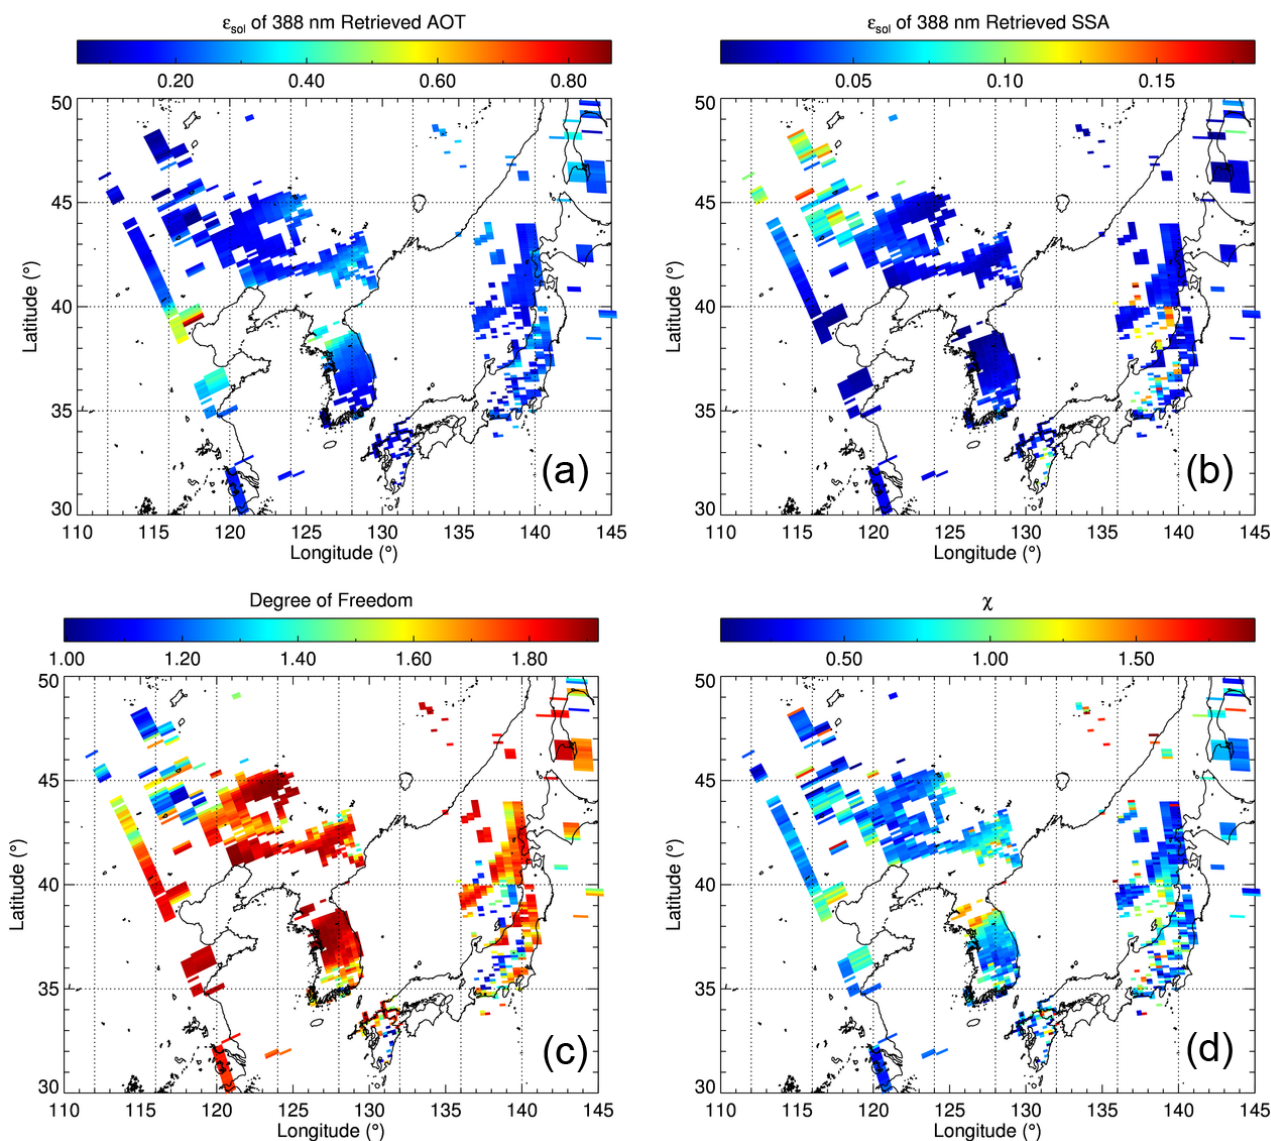 ε_sol of 388 nm Retrieved AOT
0.20 0.40 0.60 0.80
50
45
40
35
30
Latitude (°)
110 115 120 125 130 135 140 145
Longitude (°)
(a)
ε_sol of 388 nm Retrieved SSA
0.05 0.10 0.15
50
45
40
35
30
Latitude (°)
110 115 120 125 130 135 140 145
Longitude (°)
(b)
Degree of Freedom
1.00 1.20 1.40 1.60 1.80
50
45
40
35
30
Latitude (°)
110 115 120 125 130 135 140 145
Longitude (°)
(c)
χ
0.50 1.00 1.50
50
45
40
35
30
Latitude (°)
110 115 120 125 130 135 140 145
Longitude (°)
(d)